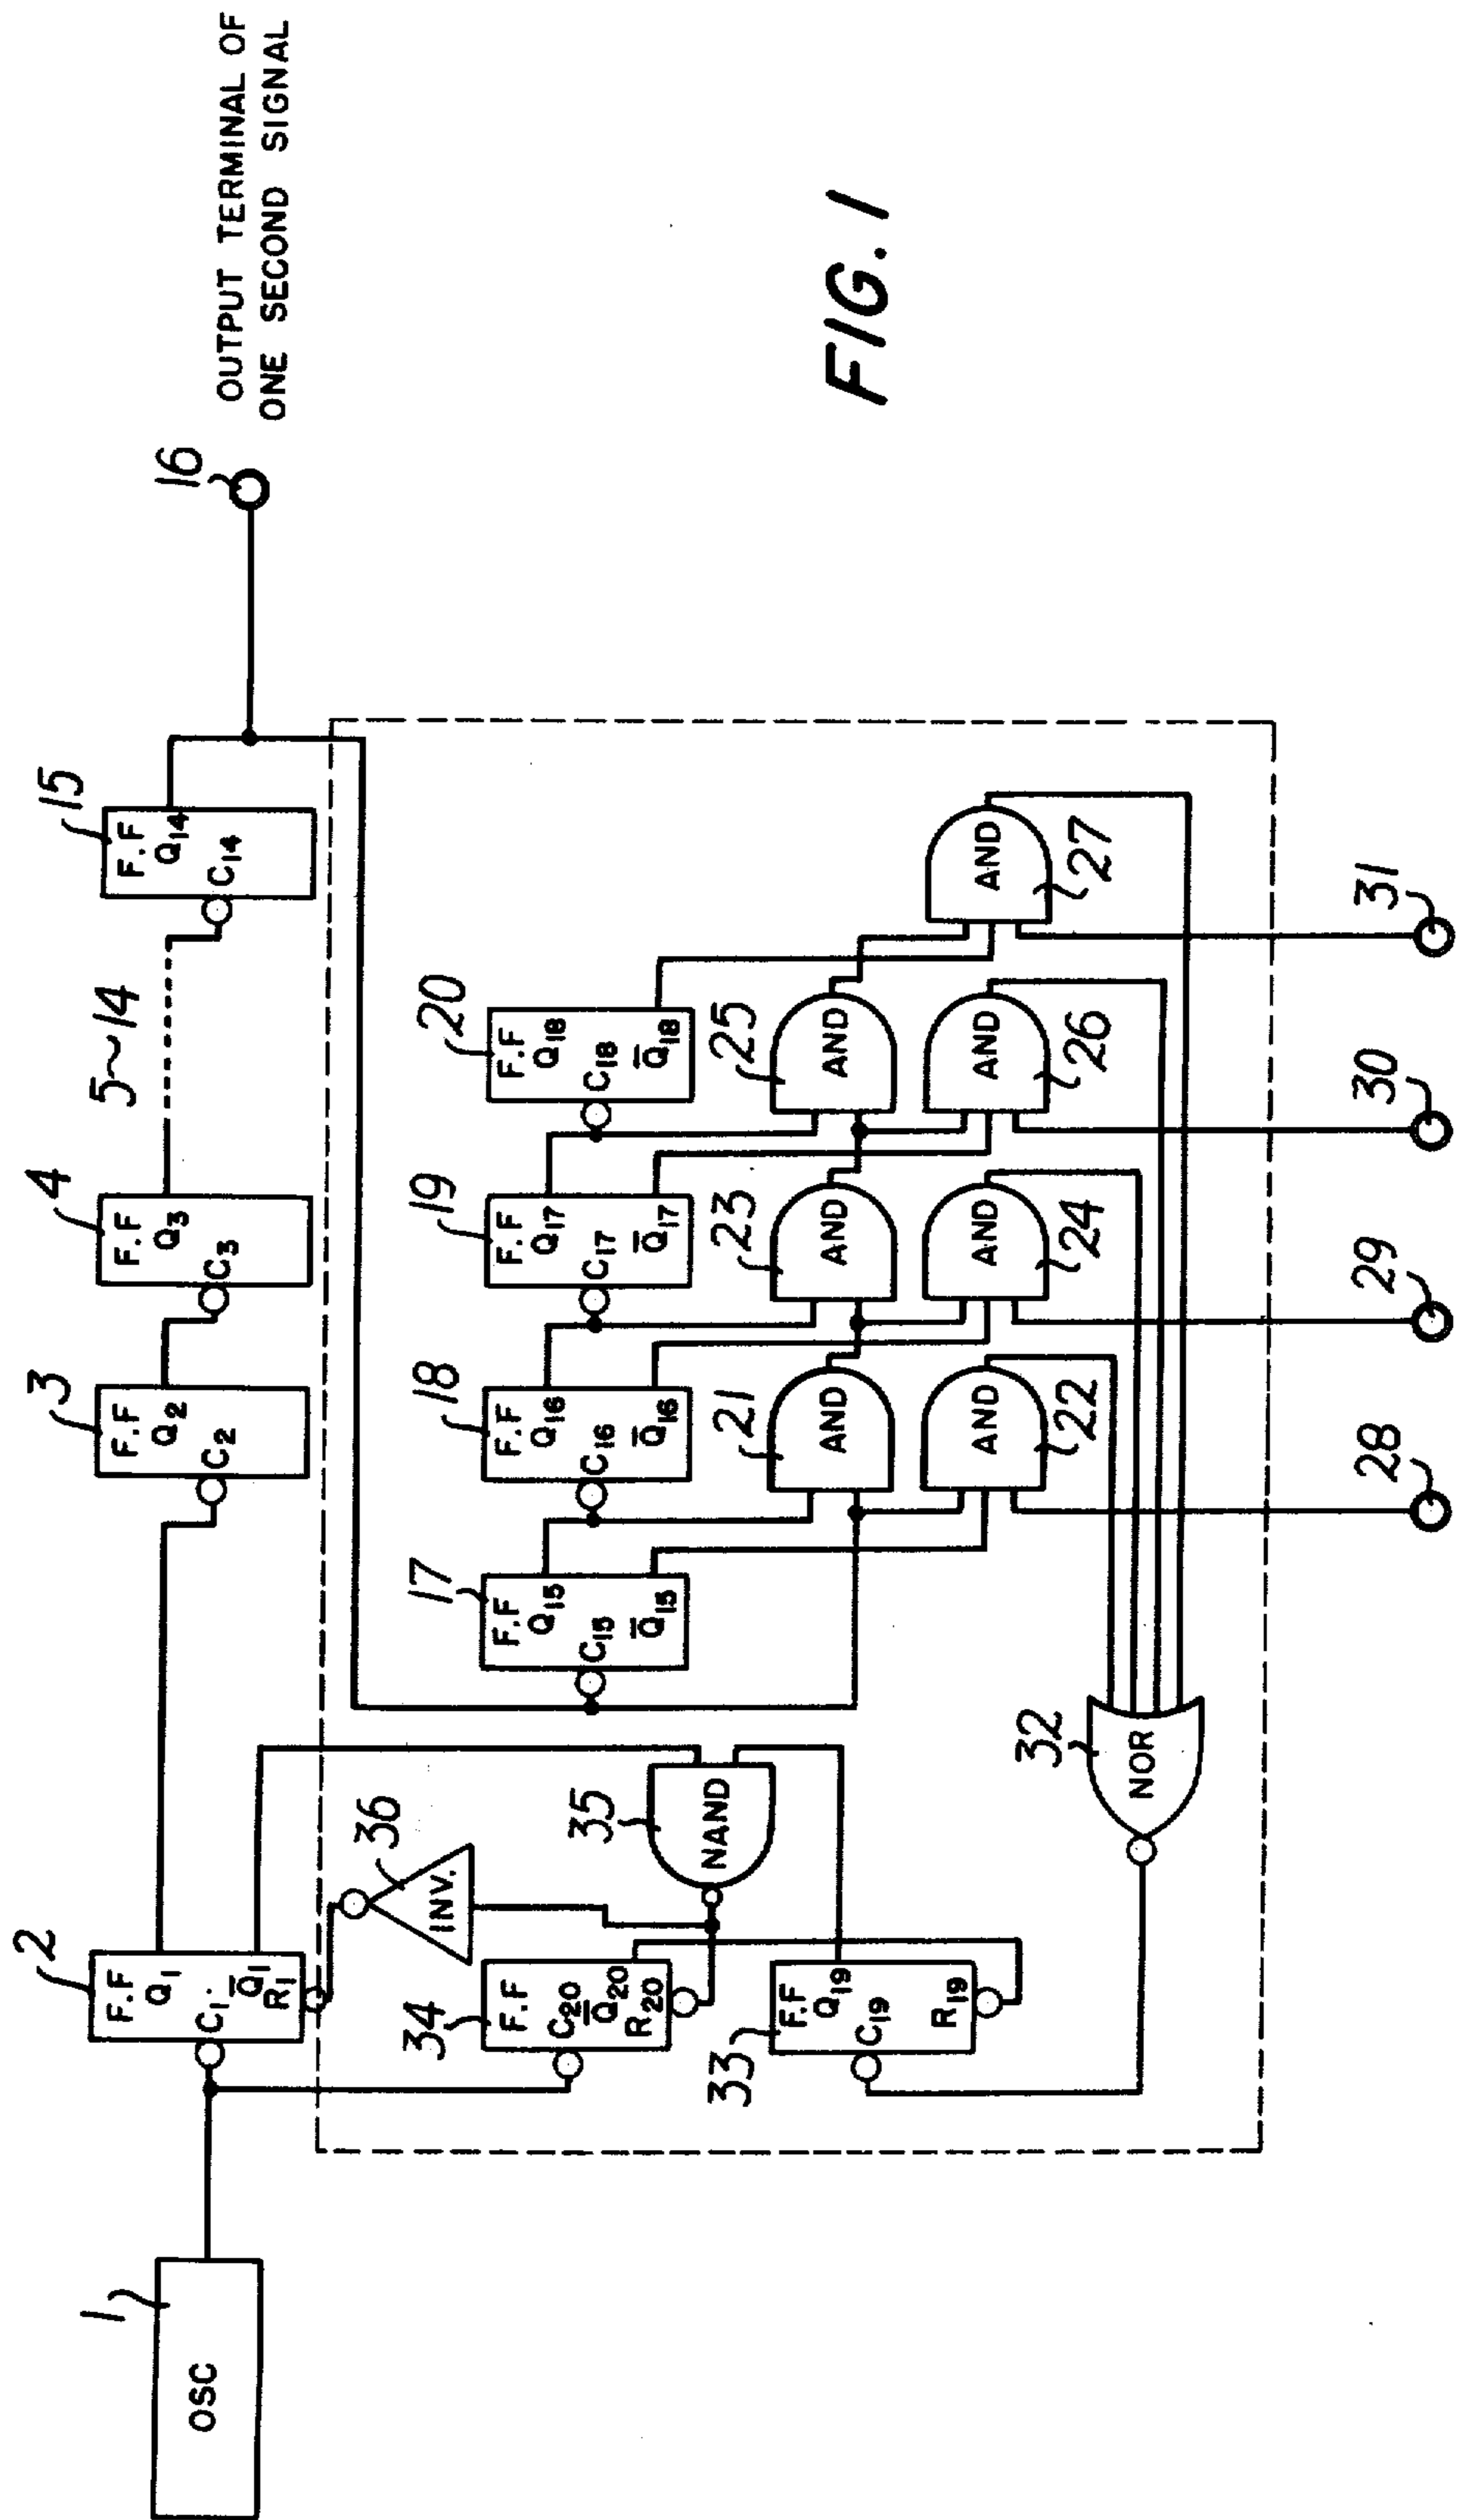 OUTPUT TERMINAL OF
ONE SECOND SIGNAL
16
FIG. 1
1
OSC
2
F.F
Q1
C1
Q̅1
R1
3
F.F
Q2
C2
4
F.F
Q3
C3
5~14
15
F.F
Q14
C14
17
F.F
Q15
C15
Q̅15
18
F.F
Q16
C16
Q̅16
19
F.F
Q17
C17
Q̅17
20
F.F
Q18
C18
Q̅18
21
AND
22
AND
23
AND
24
AND
25
AND
26
AND
27
AND
28
29
30
31
32
NOR
33
F.F
Q19
C19
R19
34
F.F
C20
Q̅20
R20
35
NAND
36
INV.